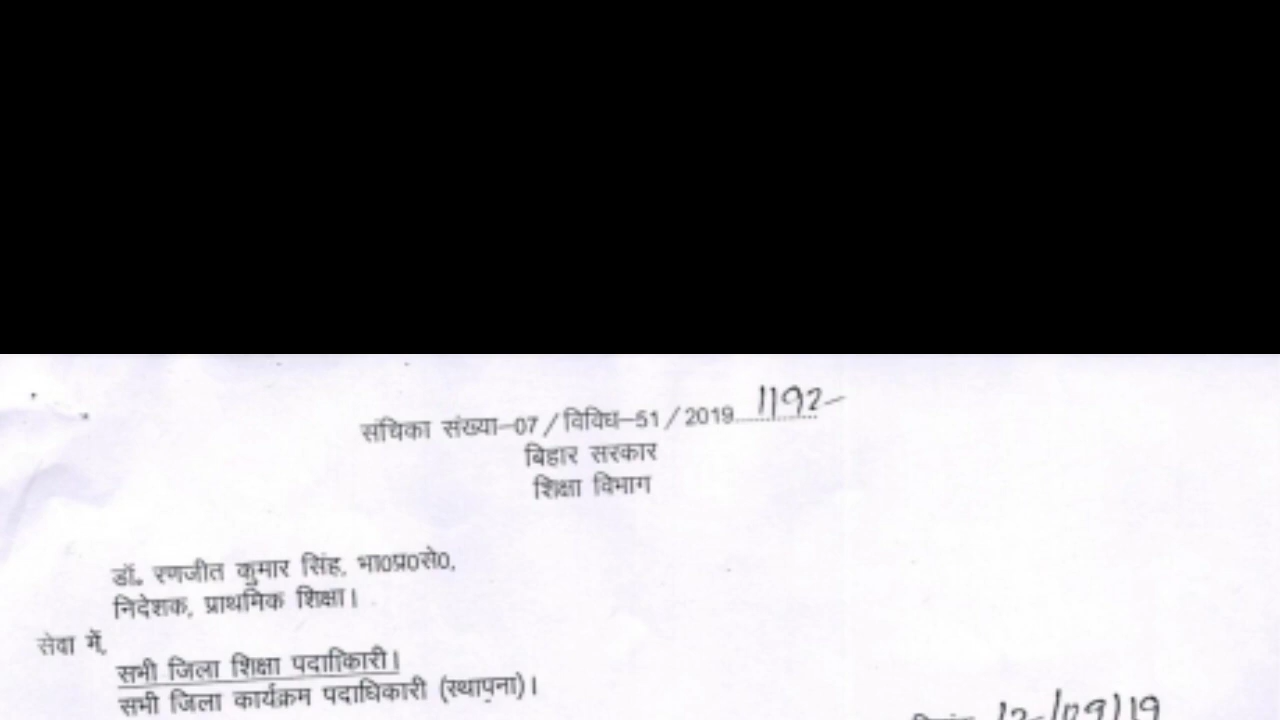 संचिका संख्या–07 / विविध–51 / 2019..........1192-
बिहार सरकार
शिक्षा विभाग
डॉ. रणजीत कुमार सिंह, भा0प्र0से0,
निदेशक, प्राथमिक शिक्षा।
सेवा में,
सभी जिला शिक्षा पदााकिारी।
सभी जिला कार्यक्रम पदाधिकारी (स्थापना)।
/09/19